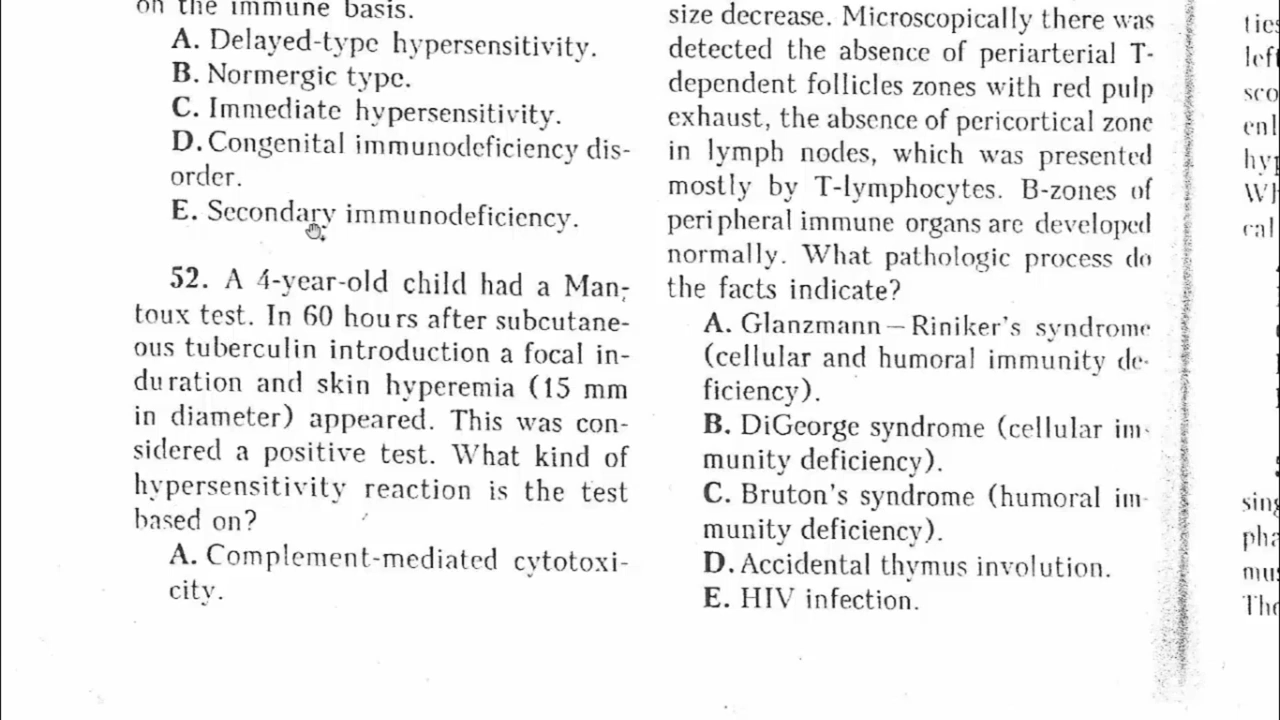 on the immune basis.
A. Delayed-type hypersensitivity.
B. Normergic type.
C. Immediate hypersensitivity.
D. Congenital immunodeficiency dis-
order.
E. Secondary immunodeficiency.
52. A 4-year-old child had a Man-
toux test. In 60 hours after subcutane-
ous tuberculin introduction a focal in-
duration and skin hyperemia (15 mm
in diameter) appeared. This was con-
sidered a positive test. What kind of
hypersensitivity reaction is the test
based on?
A. Complement-mediated cytotoxi-
city.
size decrease. Microscopically there was
detected the absence of periarterial T-
dependent follicles zones with red pulp
exhaust, the absence of pericortical zone
in lymph nodes, which was presented
mostly by T-lymphocytes. B-zones of
peripheral immune organs are developed
normally. What pathologic process do
the facts indicate?
A. Glanzmann – Riniker's syndrome
(cellular and humoral immunity de-
ficiency).
B. DiGeorge syndrome (cellular im-
munity deficiency).
C. Bruton's syndrome (humoral im-
munity deficiency).
D. Accidental thymus involution.
E. HIV infection.